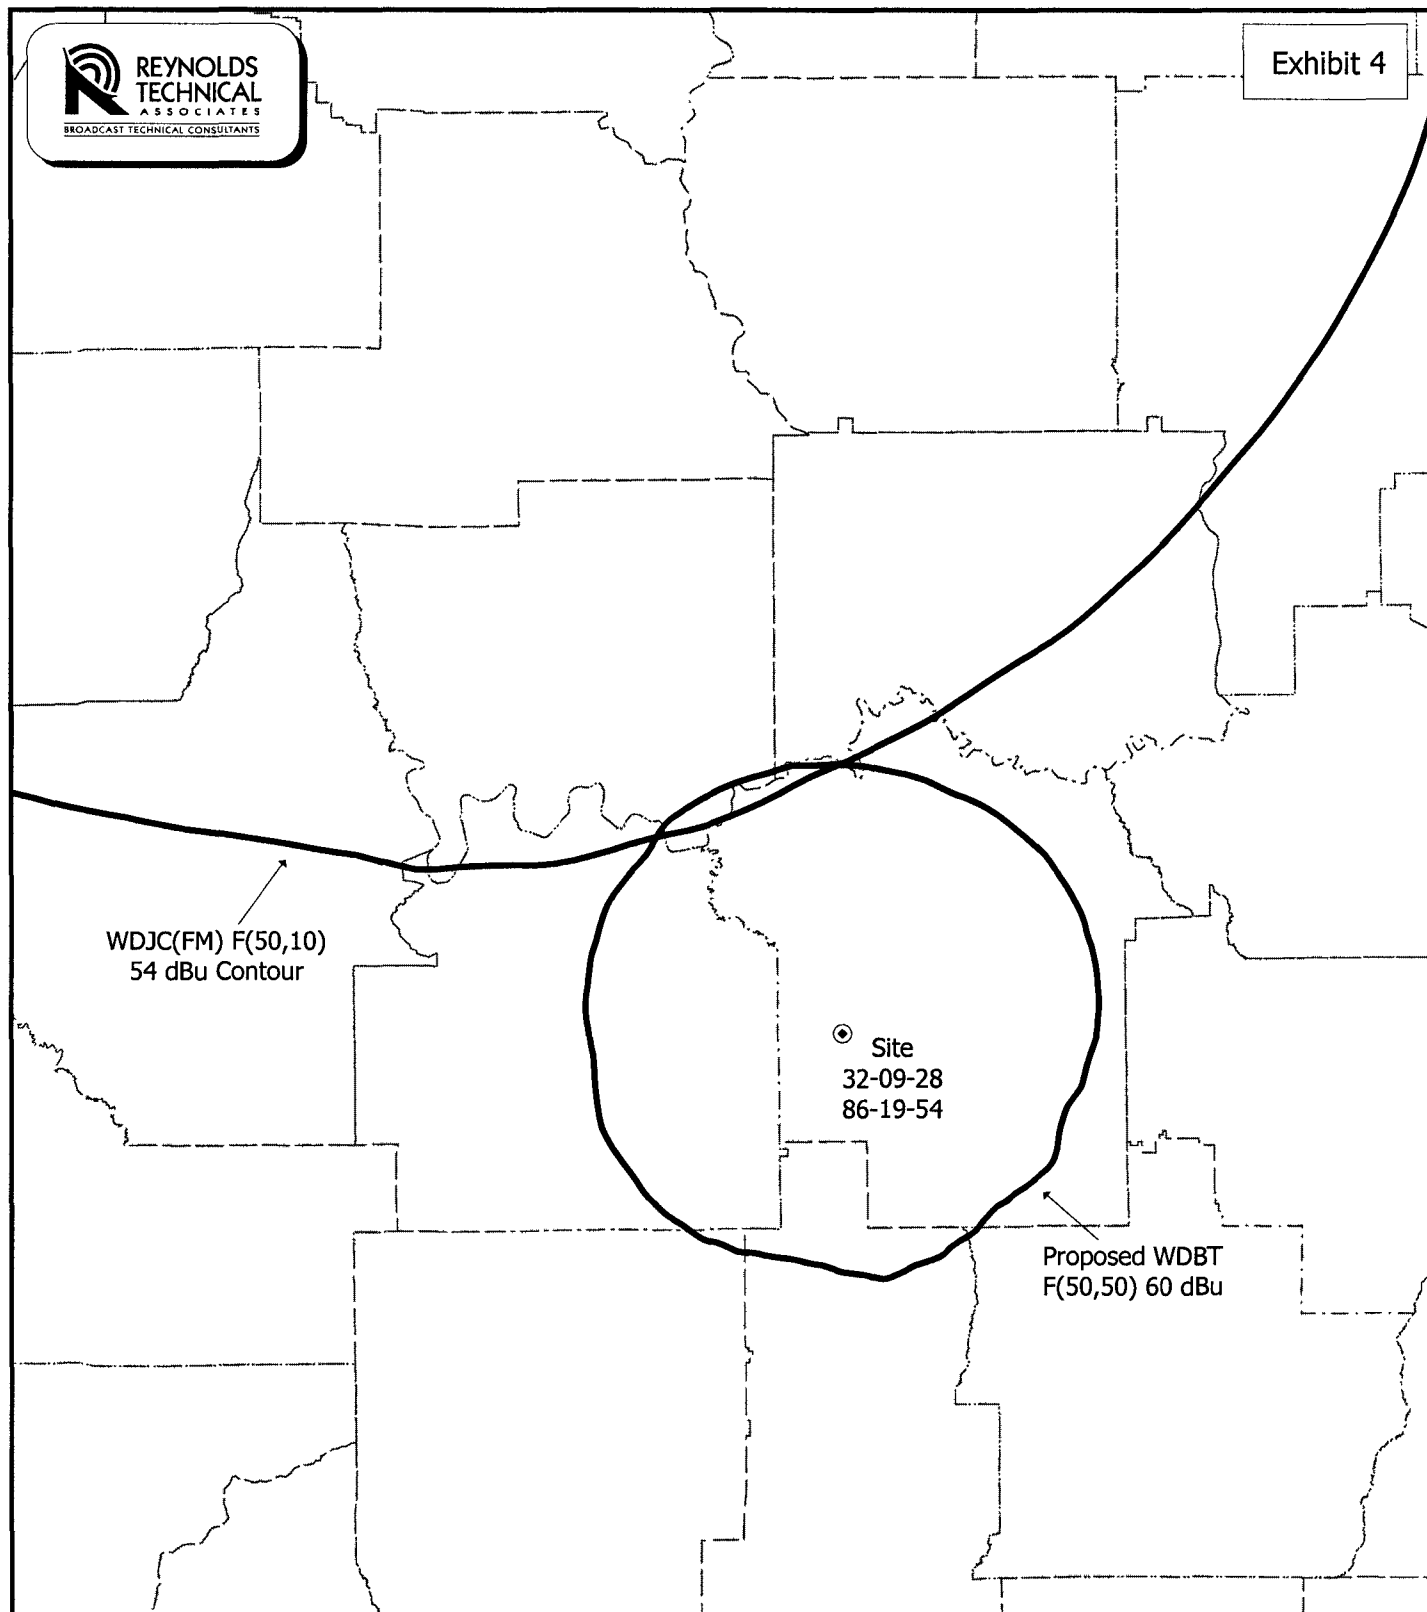 REYNOLDS
TECHNICAL
ASSOCIATES
BROADCAST TECHNICAL CONSULTANTS
Exhibit 4
WDJC(FM) F(50,10)
54 dBu Contour
Site
32-09-28
86-19-54
Proposed WDBT
F(50,50) 60 dBu